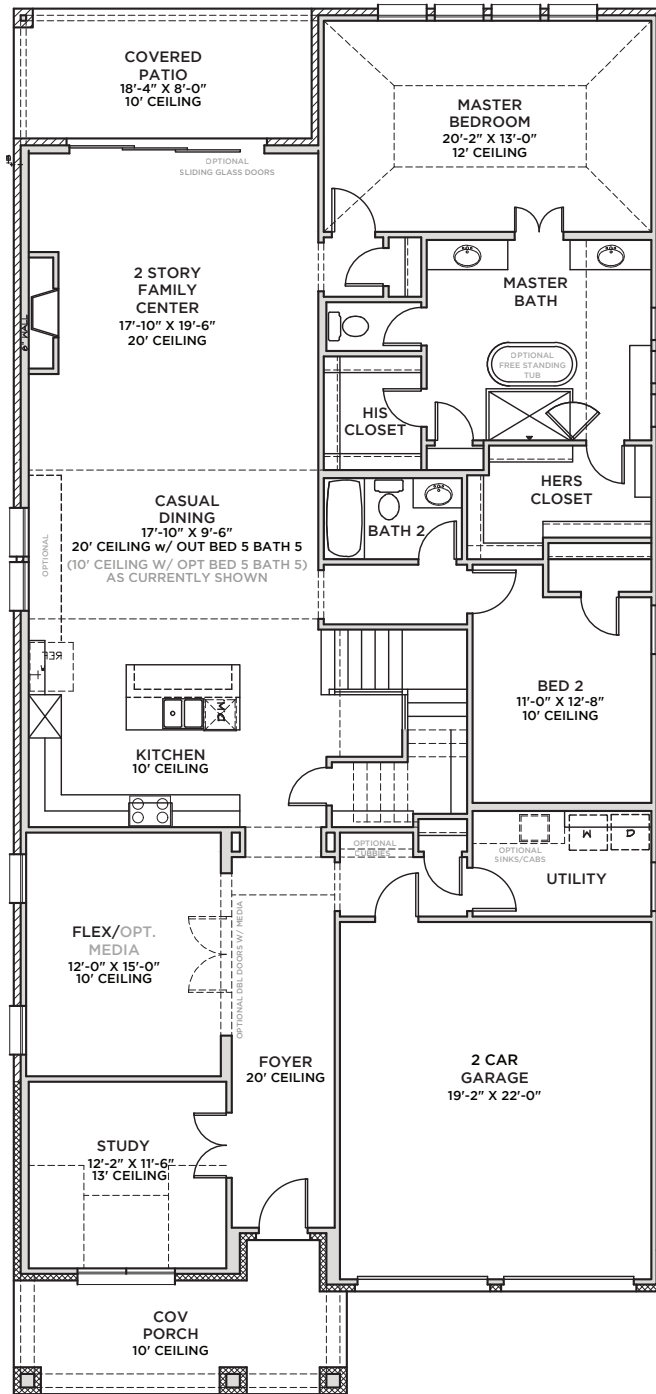 COVERED
PATIO
18'-4" X 8'-0"
10' CEILING
MASTER
BEDROOM
20'-2" X 13'-0"
12' CEILING
OPTIONAL
SLIDING GLASS DOORS
2 STORY
FAMILY
CENTER
17'-10" X 19'-6"
20' CEILING
MASTER
BATH
OPTIONAL
FREE STANDING
TUB
HIS
CLOSET
HERS
CLOSET
CASUAL
DINING
17'-10" X 9'-6"
20' CEILING w/ OUT BED 5 BATH 5
(10' CEILING W/ OPT BED 5 BATH 5)
AS CURRENTLY SHOWN
OPTIONAL
BATH 2
REF
BED 2
11'-0" X 12'-8"
10' CEILING
MD
KITCHEN
10' CEILING
OPTIONAL
CUBBIES
OPTIONAL
SINKS/CABS
W
D
UTILITY
FLEX/OPT.
MEDIA
12'-0" X 15'-0"
10' CEILING
OPTIONAL DBL DOORS W/ MEDIA
FOYER
20' CEILING
2 CAR
GARAGE
19'-2" X 22'-0"
STUDY
12'-2" X 11'-6"
13' CEILING
COV
PORCH
10' CEILING